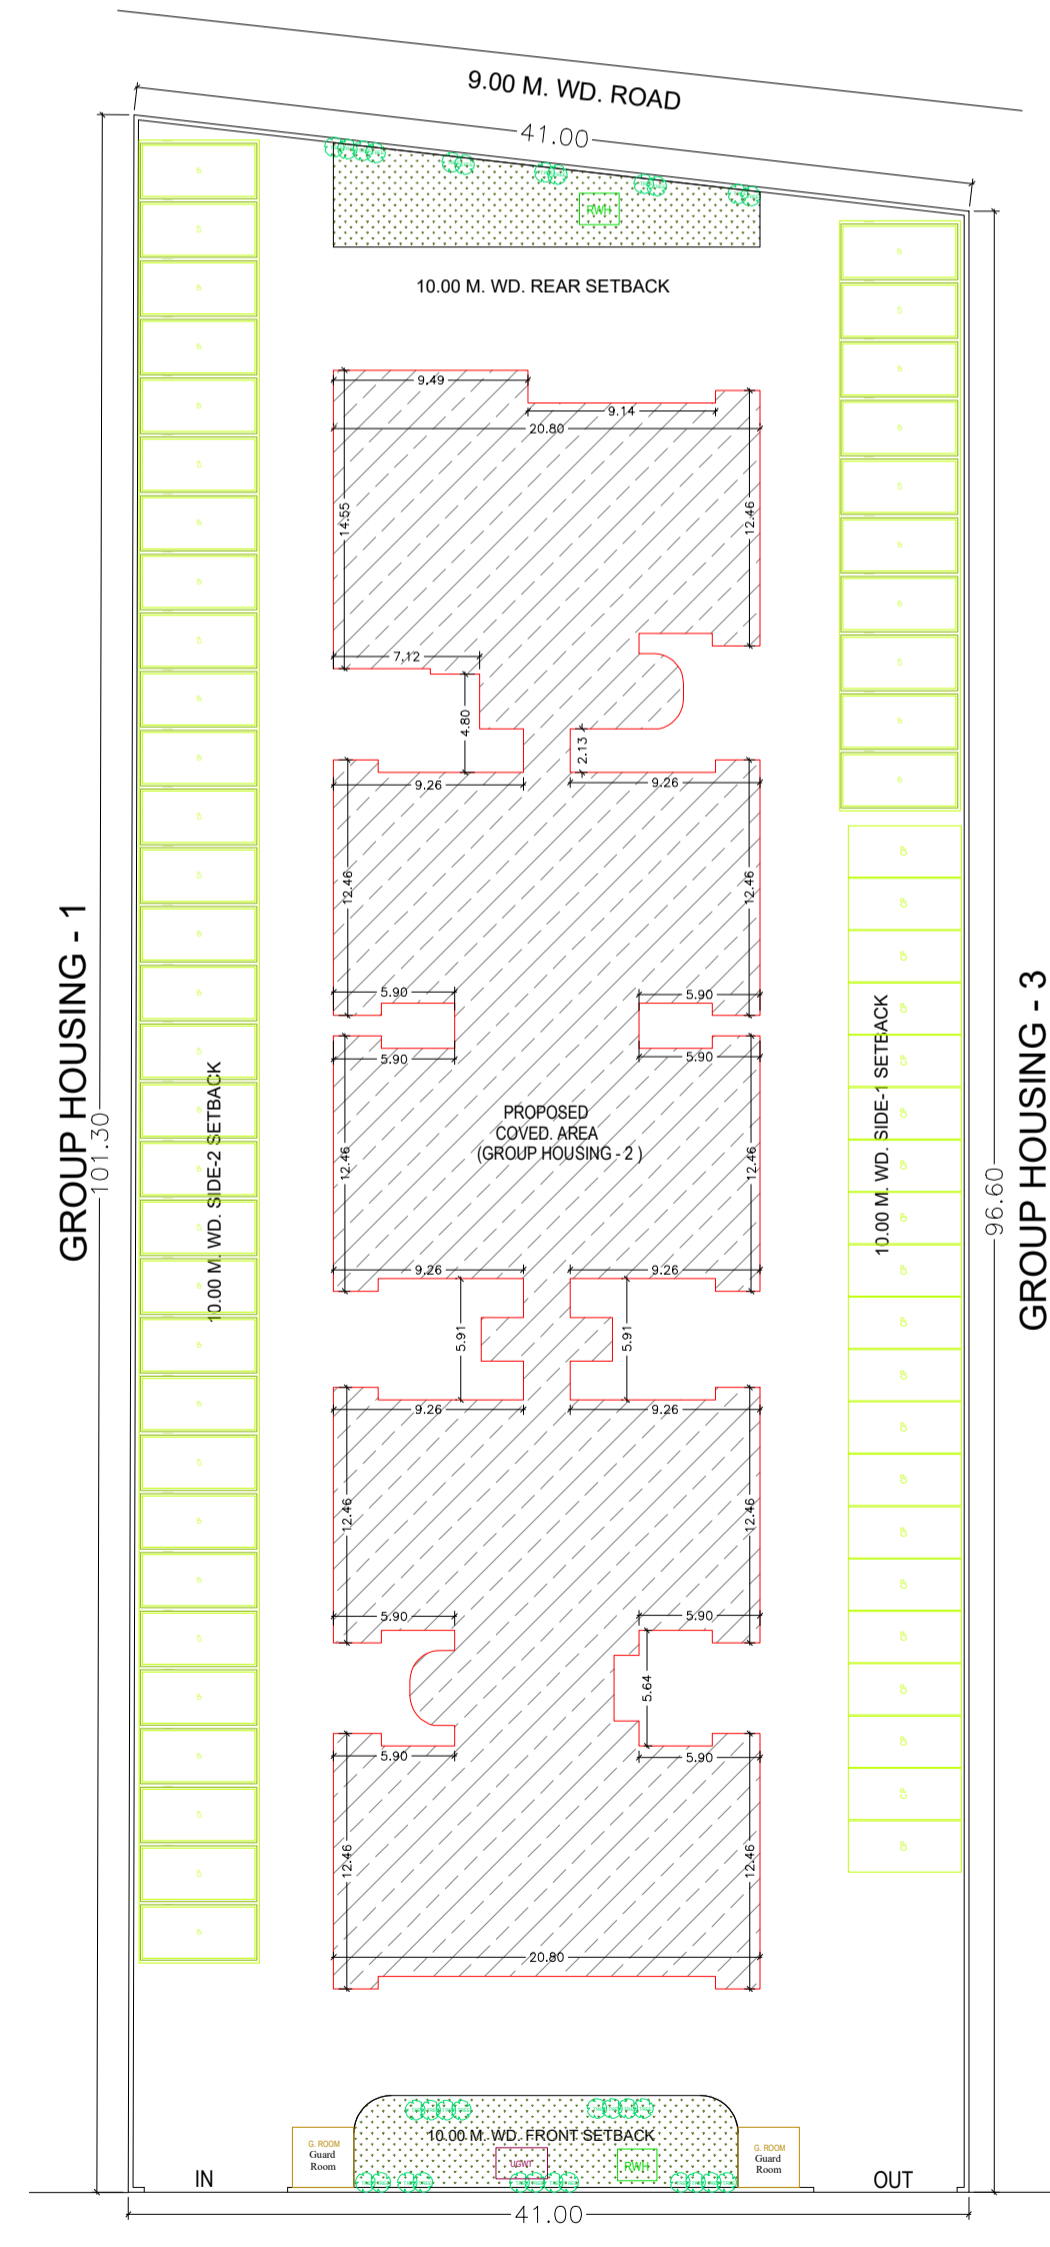 9.00 M. WD. ROAD
41.00
RWH
10.00 M. WD. REAR SETBACK
9.49
9.14
20.80
14.55
12.46
7.12
4.80
2.13
9.26
9.26
12.46
12.46
GROUP HOUSING - 1
101.30
10.00 M. WD. SIDE-2 SETBACK
5.90
5.90
5.90
5.90
10.00 M. WD. SIDE-1 SETBACK
GROUP HOUSING - 3
96.60
PROPOSED
COVED. AREA
(GROUP HOUSING - 2 )
12.46
12.46
9.26
9.26
5.91
5.91
9.26
9.26
12.46
12.46
5.90
5.90
5.64
5.90
5.90
12.46
12.46
20.80
10.00 M. WD. FRONT SETBACK
G. ROOM
Guard
Room
UGWT
RWH
G. ROOM
Guard
Room
IN
OUT
41.00